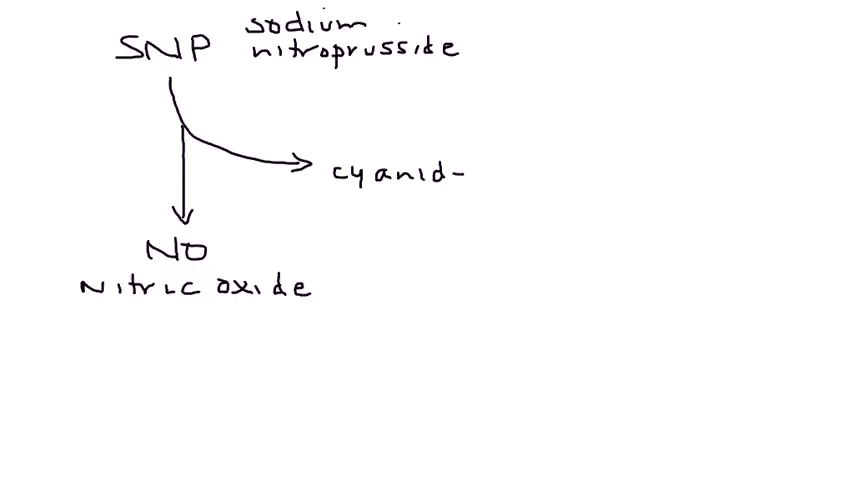 SNP sodium
nitroprusside
cyanid-
NO
Nitric oxide